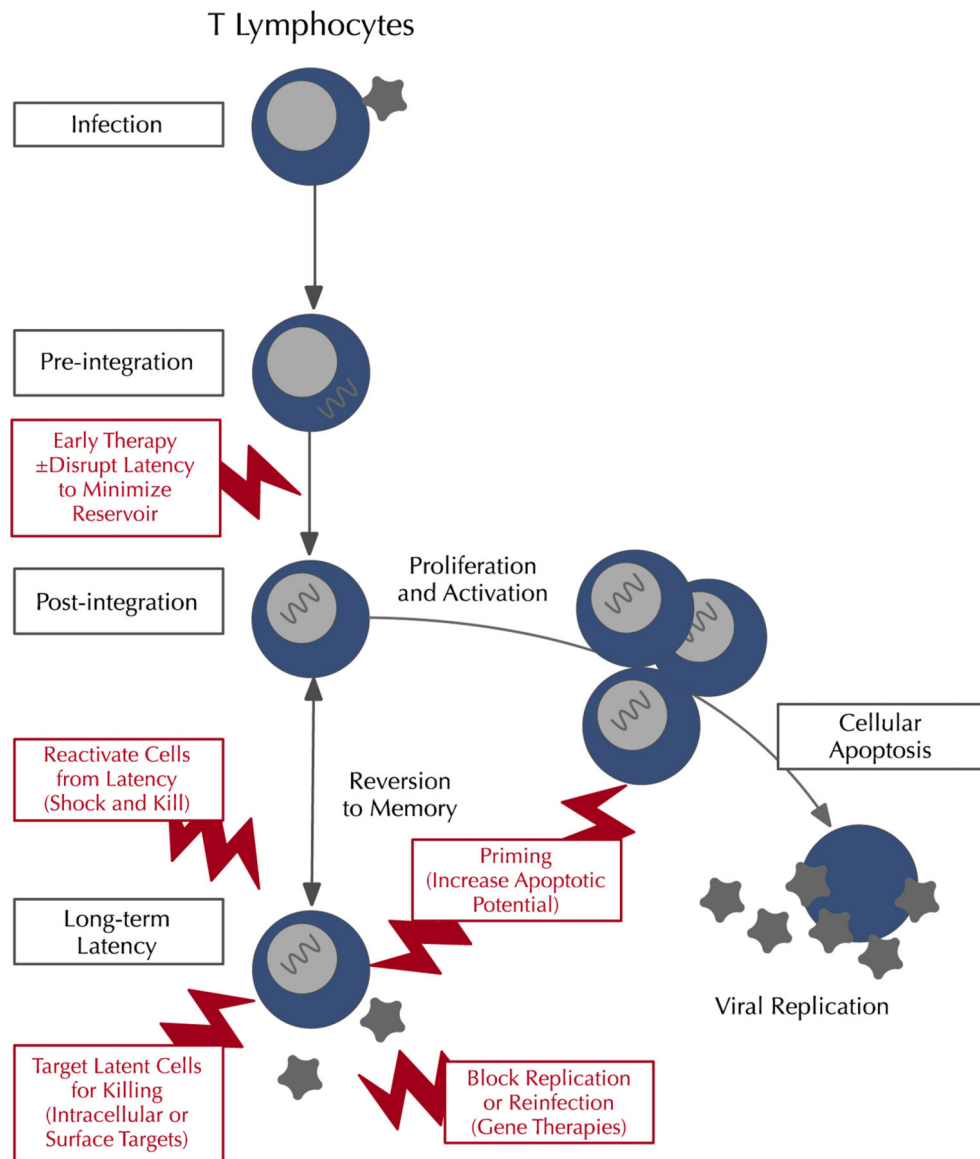 T Lymphocytes
Infection
Pre-integration
Early Therapy
±Disrupt Latency
to Minimize
Reservoir
Post-integration
Proliferation
and Activation
Cellular
Apoptosis
Reactivate Cells
from Latency
(Shock and Kill)
Reversion
to Memory
Priming
(Increase Apoptotic
Potential)
Long-term
Latency
Viral Replication
Target Latent Cells
for Killing
(Intracellular or
Surface Targets)
Block Replication
or Reinfection
(Gene Therapies)